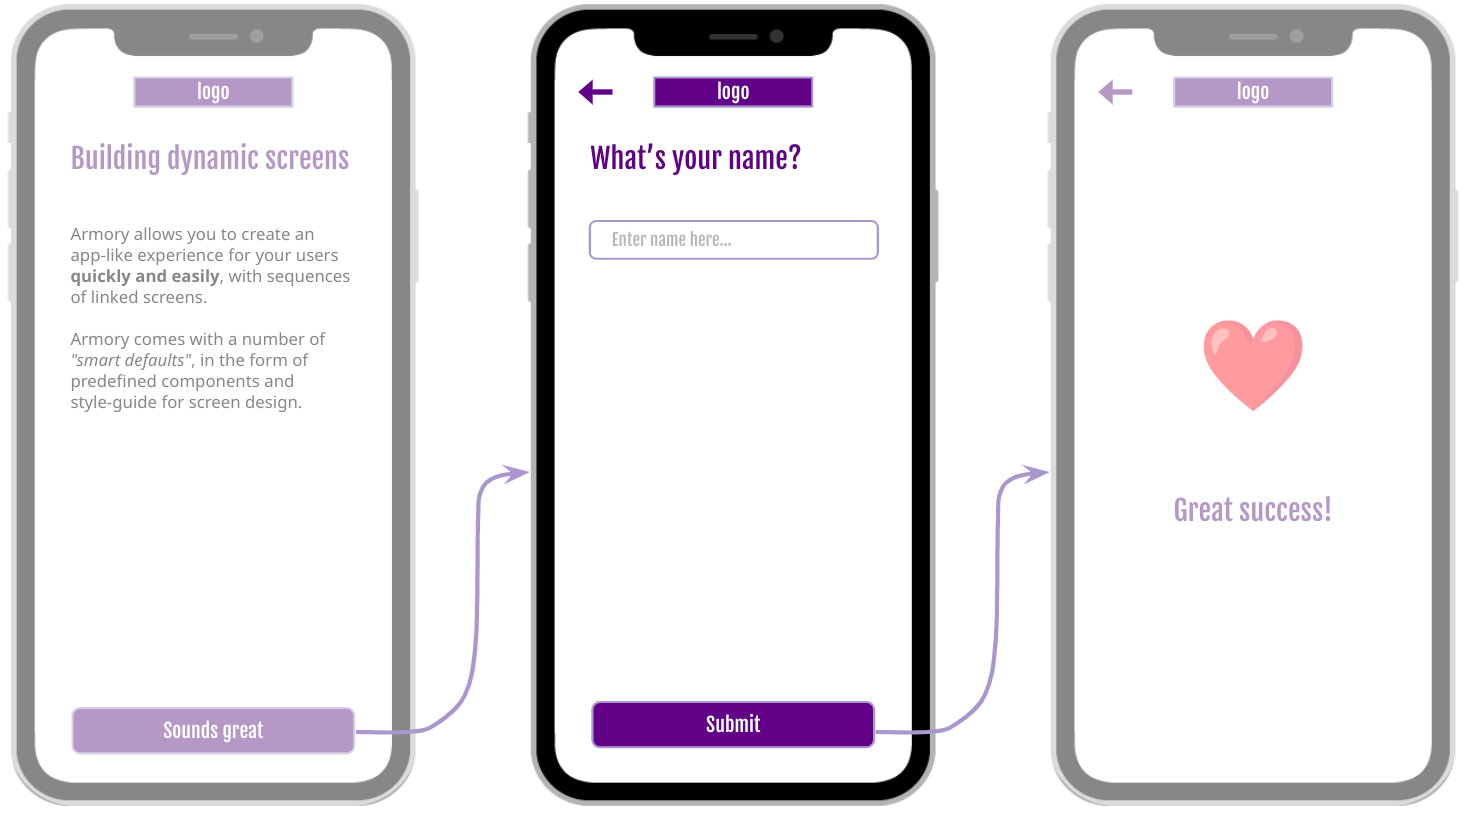 logo
Building dynamic screens
Armory allows you to create an
app-like experience for your users
quickly and easily, with sequences
of linked screens.
Armory comes with a number of
"smart defaults", in the form of
predefined components and
style-guide for screen design.
Sounds great
logo
What’s your name?
Enter name here...
Submit
logo
Great success!